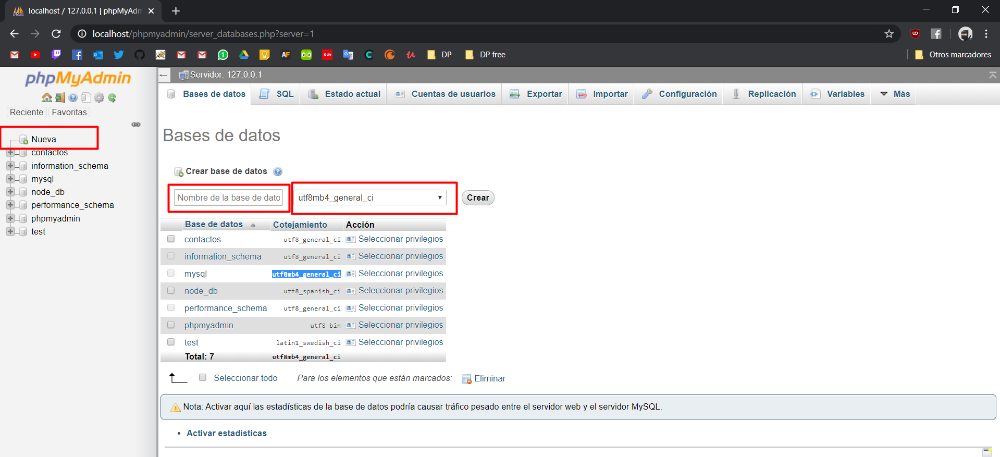 localhost / 127.0.0.1 | phpMyAdm
localhost/phpmyadmin/server_databases.php?server=1
DP
DP free
Otros marcadores
phpMyAdmin
Reciente Favoritas
Nueva
contactos
information_schema
mysql
node_db
performance_schema
phpmyadmin
test
Servidor: 127.0.0.1
Bases de datos SQL Estado actual Cuentas de usuarios Exportar Importar Configuración Replicación Variables Más
Bases de datos
Crear base de datos
Nombre de la base de dato utf8mb4_general_ci Crear
Base de datos Cotejamiento Acción
contactos utf8_general_ci Seleccionar privilegios
information_schema utf8_general_ci Seleccionar privilegios
mysql utf8mb4_general_ci Seleccionar privilegios
node_db utf8_spanish_ci Seleccionar privilegios
performance_schema utf8_general_ci Seleccionar privilegios
phpmyadmin utf8_bin Seleccionar privilegios
test latin1_swedish_ci Seleccionar privilegios
Total: 7 utf8mb4_general_ci
Seleccionar todo Para los elementos que están marcados: Eliminar
Nota: Activar aquí las estadísticas de la base de datos podría causar tráfico pesado entre el servidor web y el servidor MySQL.
• Activar estadísticas